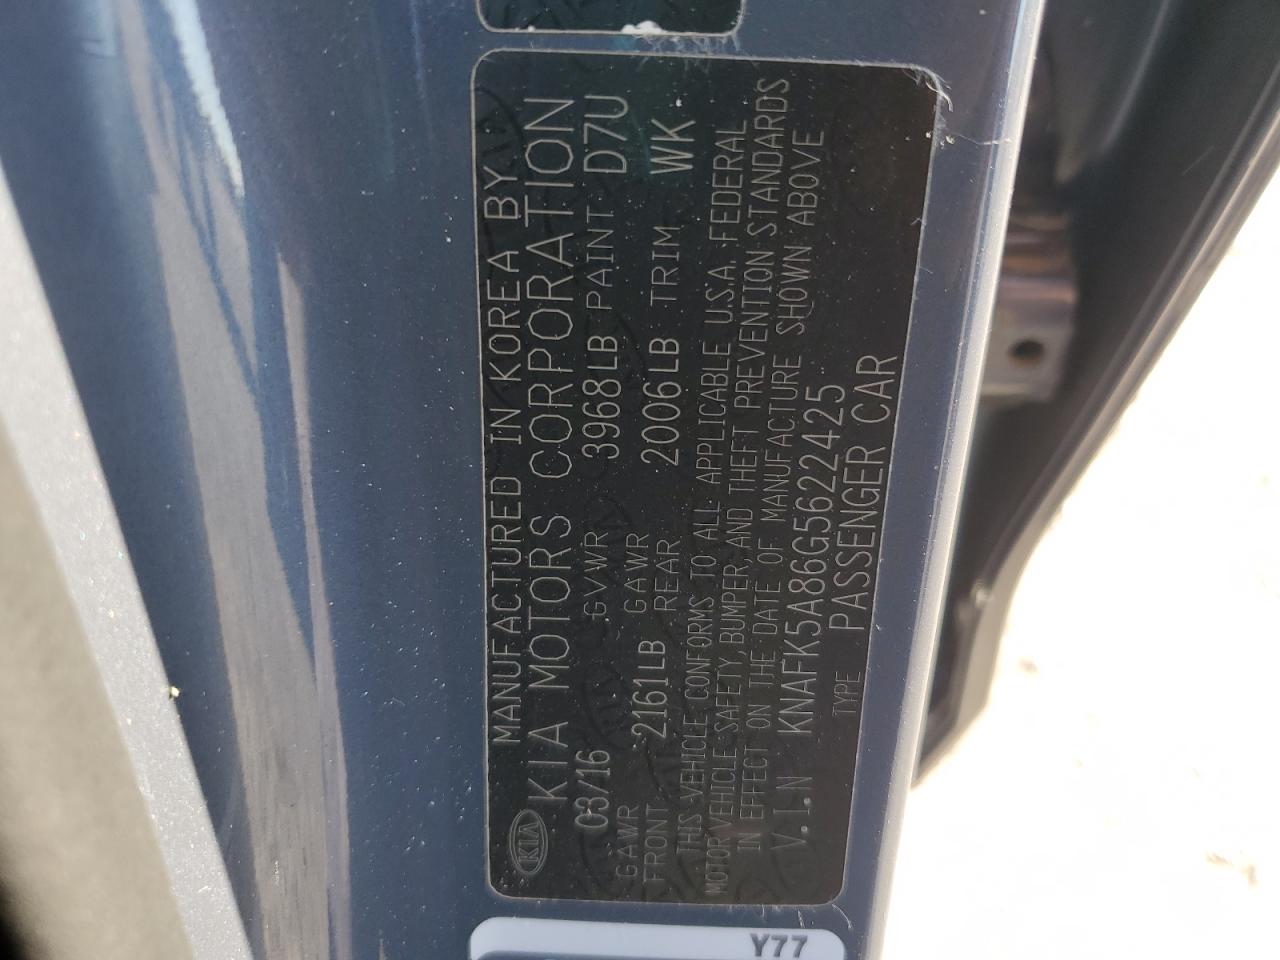 MANUFACTURED IN KOREA BY
KIA MOTORS CORPORATION
03/16 GVWR 3968LB PAINT D7U
GAWR FRONT 2161LB GAWR REAR 2006LB TRIM WK
THIS VEHICLE CONFORMS TO ALL APPLICABLE U.S.A. FEDERAL
MOTOR VEHICLE SAFETY, BUMPER, AND THEFT PREVENTION STANDARDS
IN EFFECT ON THE DATE OF MANUFACTURE SHOWN ABOVE
V.I.N KNAFK5A86G5622425
TYPE PASSENGER CAR
KIA
Y77